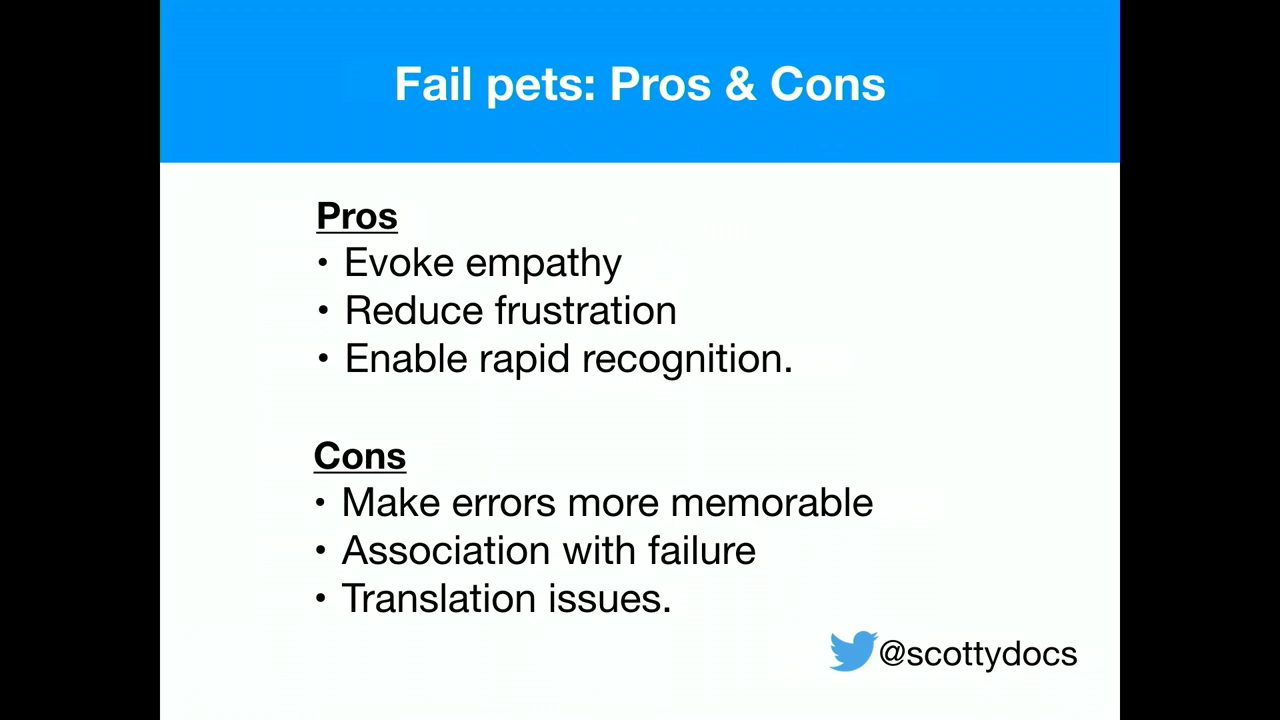 Fail pets: Pros & Cons
Pros
• Evoke empathy
• Reduce frustration
• Enable rapid recognition.
Cons
• Make errors more memorable
• Association with failure
• Translation issues.
@scottydocs